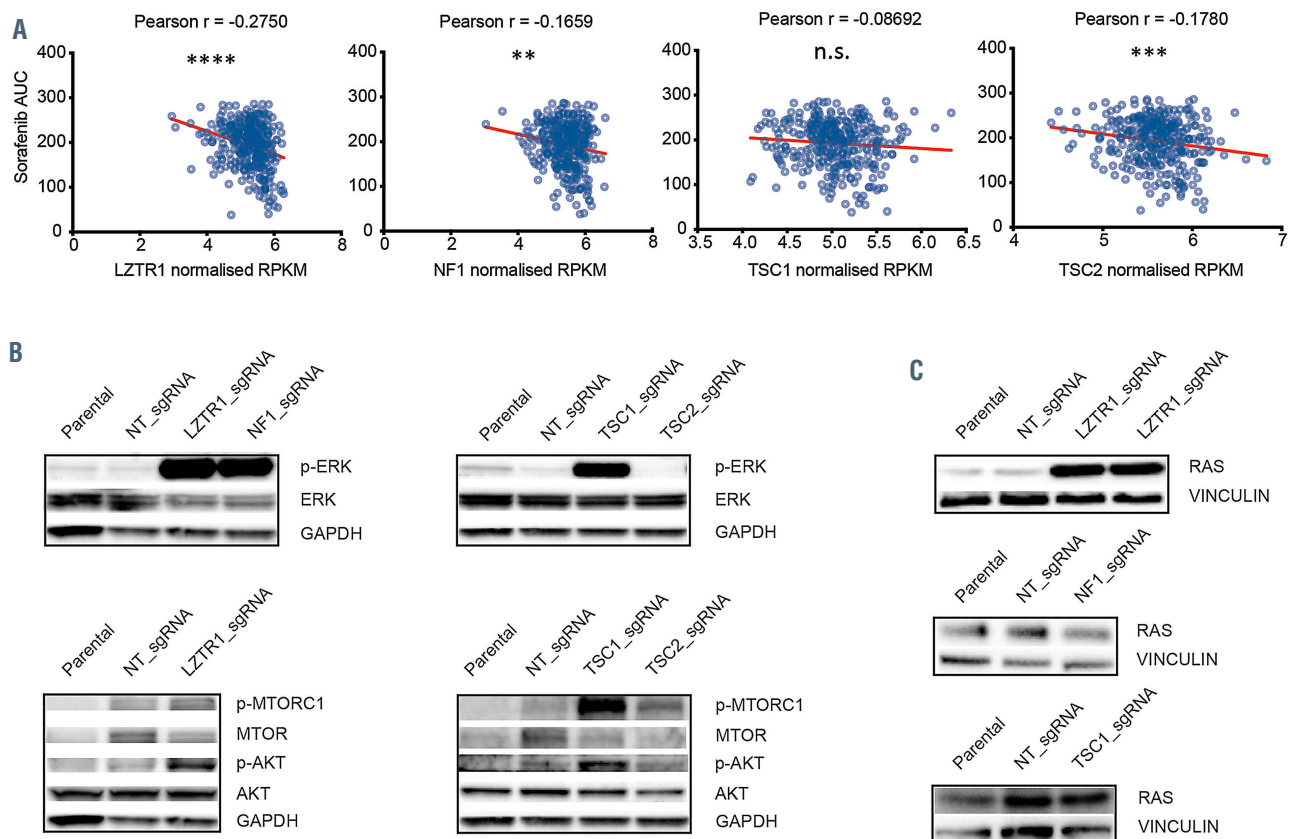 A
Pearson r = -0.2750
Pearson r = -0.1659
Pearson r = -0.08692
Pearson r = -0.1780
****
**
n.s.
***
Sorafenib AUC
400
300
200
100
0
0 2 4 6 8
LZTR1 normalised RPKM
400
300
200
100
0
0 2 4 6 8
NF1 normalised RPKM
400
300
200
100
0
3.5 4.0 4.5 5.0 5.5 6.0 6.5
TSC1 normalised RPKM
400
300
200
100
0
4 5 6 7
TSC2 normalised RPKM
B
Parental NT_sgRNA LZTR1_sgRNA NF1_sgRNA
p-ERK
ERK
GAPDH
Parental NT_sgRNA TSC1_sgRNA TSC2_sgRNA
p-ERK
ERK
GAPDH
Parental NT_sgRNA LZTR1_sgRNA
p-MTORC1
MTOR
p-AKT
AKT
GAPDH
Parental NT_sgRNA TSC1_sgRNA TSC2_sgRNA
p-MTORC1
MTOR
p-AKT
AKT
GAPDH
C
Parental NT_sgRNA LZTR1_sgRNA LZTR1_sgRNA
RAS
VINCULIN
Parental NT_sgRNA NF1_sgRNA
RAS
VINCULIN
Parental NT_sgRNA TSC1_sgRNA
RAS
VINCULIN